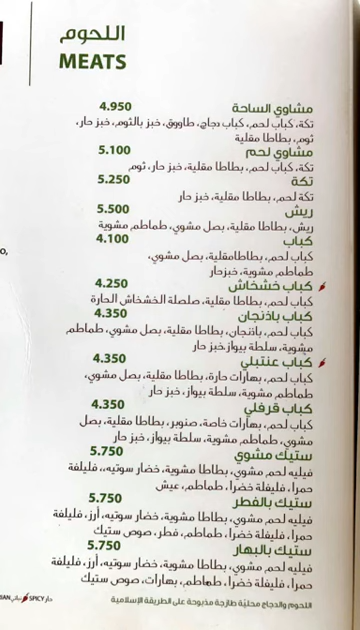 اللحوم
MEATS
مشاوي الساحة 4.950
تكة، كباب لحم، كباب دجاج، طاووق، خبز بالثوم، خبز حار،
ثوم، بطاطا مقلية
مشاوي لحم 5.100
تكة، كباب لحم، بطاطا مقلية، خبز حار، ثوم
تكة 5.250
تكة لحم، بطاطا مقلية، خبز حار
ريش 5.500
ريش، بطاطا مقلية، بصل مشوي، طماطم مشوية
كباب 4.100
كباب لحم، بطاطامقلية، بصل مشوي،
طماطم مشوية، خبزحار
كباب خشخاش 4.250
كباب لحم، بطاطا مقلية، صلصلة الخشخاش الحارة
كباب باذنجان 4.350
كباب لحم، باذنجان، بطاطا مقلية، بصل مشوي، طماطم
مشوية، سلطة بيواز،خبز حار
كباب عنتبلي 4.350
كباب لحم، بهارات حارة، بطاطا مقلية، بصل مشوي،
طماطم مشوية، سلطة بيواز، خبز حار
كباب قرفلي 4.350
كباب لحم، بهارات خاصة، صنوبر، بطاطا مقلية، بصل
مشوي، طماطم مشوية، سلطة بيواز، خبز حار
ستيك مشوي 5.750
فيليه لحم مشوي، بطاطا مشوية، خضار سوتيه،، فليفلة
حمرا، فليفلة خضرا، طماطم، عيش
ستيك بالفطر 5.750
فيليه لحم مشوي، بطاطا مشوية، خضار سوتيه، أرز، فليفلة
حمرا، فليفلة خضرا، طماطم، فطر، صوص ستيك
ستيك بالبهار 5.750
فيليه لحم مشوي، بطاطا مشوية، خضار سوتيه، أرز، فليفلة
حمرا، فليفلة خضرا، طماطم، بهارات، صوص ستيك
اللحوم والدجاج محلية طازجة مذبوحة على الطريقة الإسلامية
حار SPICY